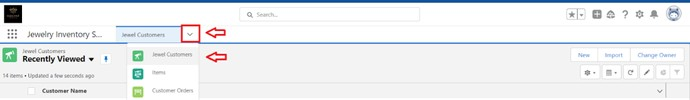 Search...
Jewelry Inventory S...
Jewel Customers
Jewel Customers
Jewel Customers
Recently Viewed
New
Import
Change Owner
Items
14 items • Updated a few seconds ago
Customer Orders
Customer Name